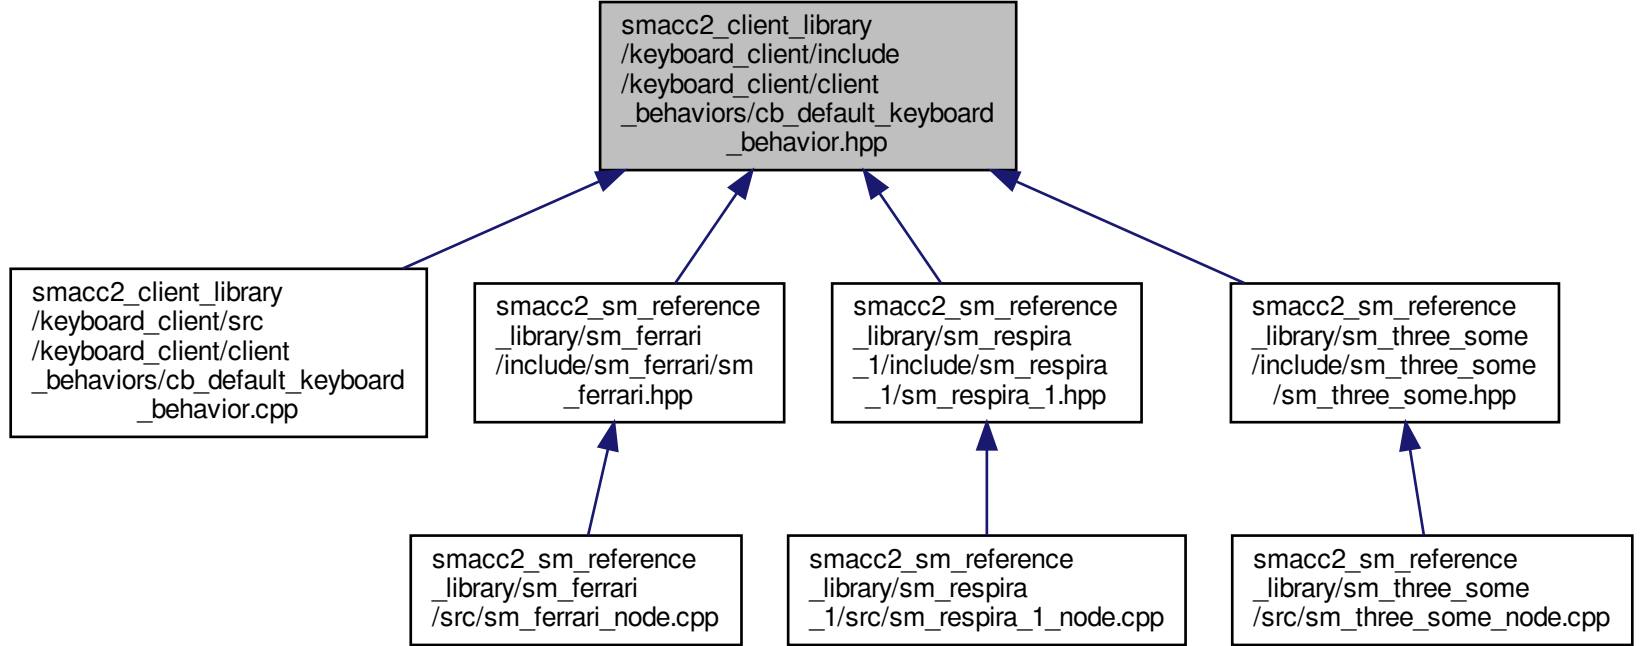 smacc2_client_library
/keyboard_client/include
/keyboard_client/client
_behaviors/cb_default_keyboard
_behavior.hpp
smacc2_client_library
/keyboard_client/src
/keyboard_client/client
_behaviors/cb_default_keyboard
_behavior.cpp
smacc2_sm_reference
_library/sm_ferrari
/include/sm_ferrari/sm
_ferrari.hpp
smacc2_sm_reference
_library/sm_respira
_1/include/sm_respira
_1/sm_respira_1.hpp
smacc2_sm_reference
_library/sm_three_some
/include/sm_three_some
/sm_three_some.hpp
smacc2_sm_reference
_library/sm_ferrari
/src/sm_ferrari_node.cpp
smacc2_sm_reference
_library/sm_respira
_1/src/sm_respira_1_node.cpp
smacc2_sm_reference
_library/sm_three_some
/src/sm_three_some_node.cpp